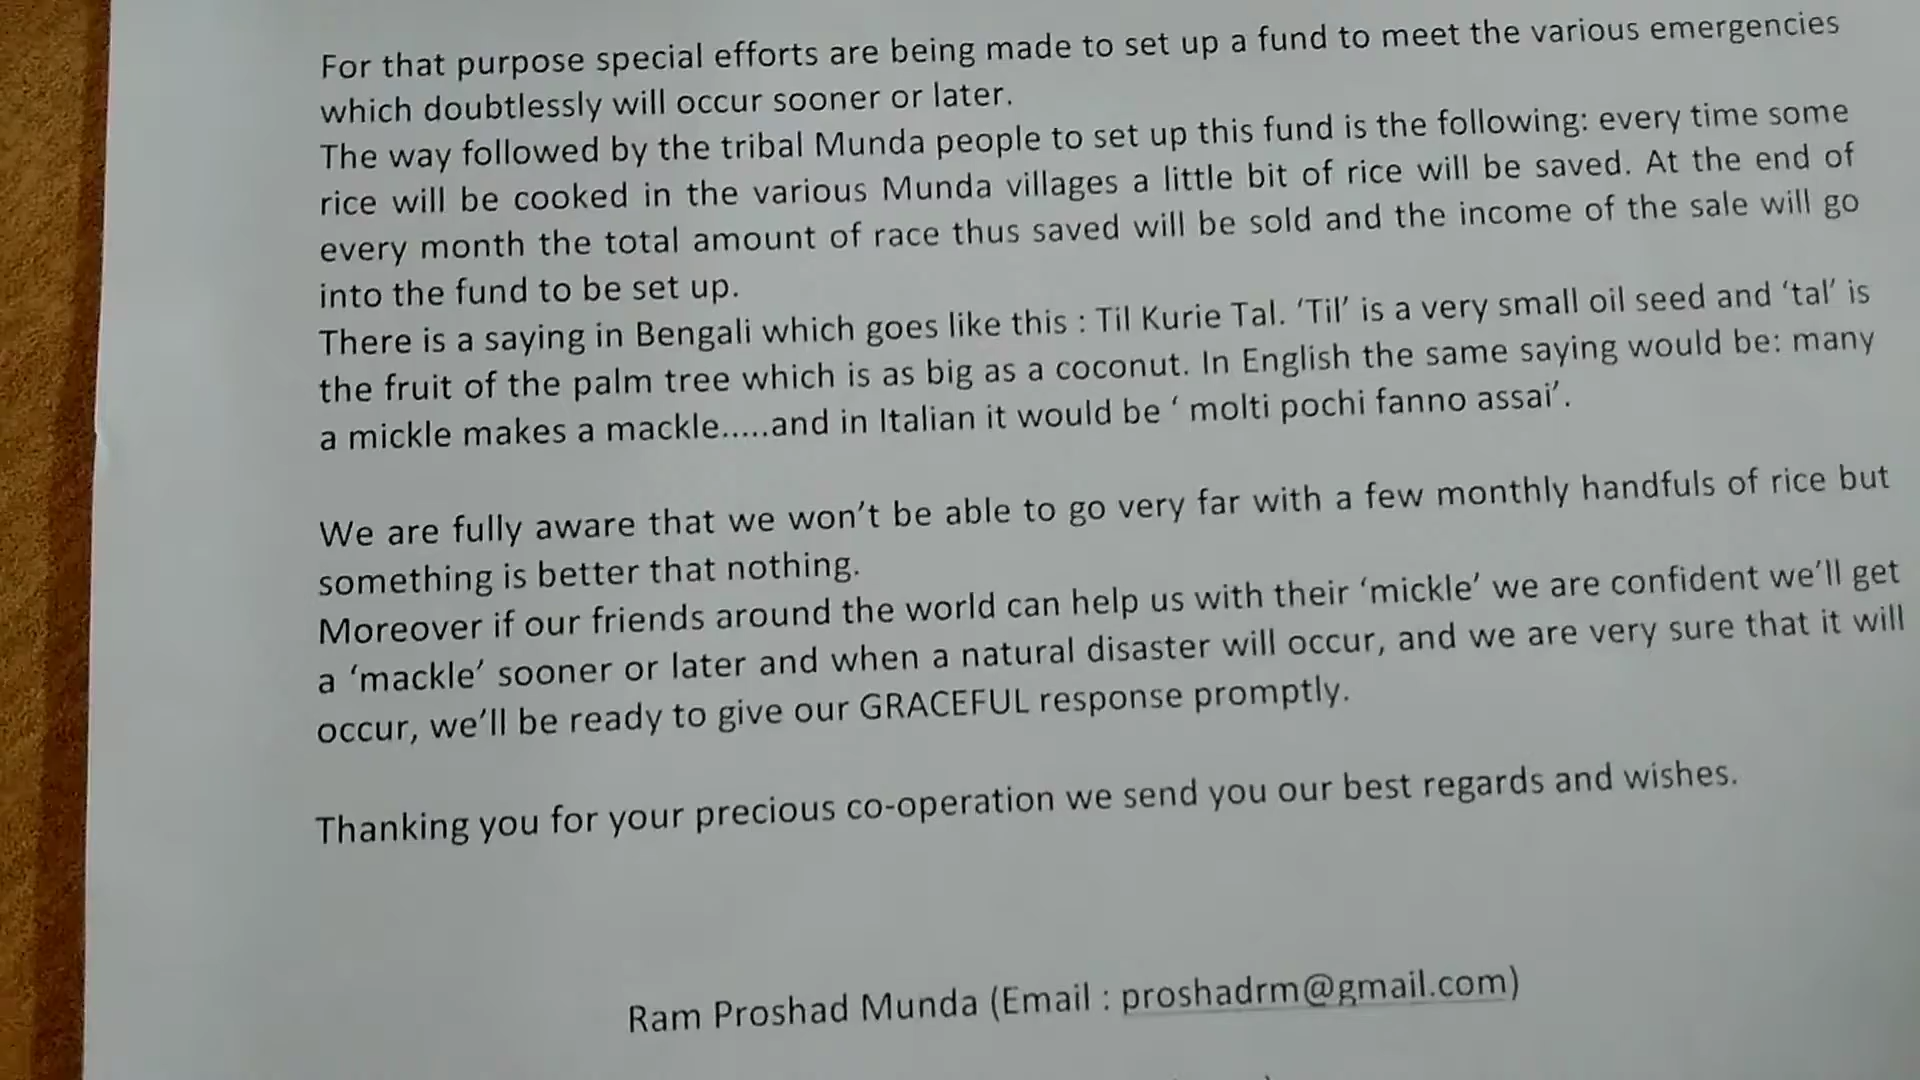 For that purpose special efforts are being made to set up a fund to meet the various emergencies
which doubtlessly will occur sooner or later.
The way followed by the tribal Munda people to set up this fund is the following: every time some
rice will be cooked in the various Munda villages a little bit of rice will be saved. At the end of
every month the total amount of race thus saved will be sold and the income of the sale will go
into the fund to be set up.
There is a saying in Bengali which goes like this : Til Kurie Tal. ‘Til’ is a very small oil seed and ‘tal’ is
the fruit of the palm tree which is as big as a coconut. In English the same saying would be: many
a mickle makes a mackle.....and in Italian it would be ‘ molti pochi fanno assai’.
We are fully aware that we won’t be able to go very far with a few monthly handfuls of rice but
something is better that nothing.
Moreover if our friends around the world can help us with their ‘mickle’ we are confident we’ll get
a ‘mackle’ sooner or later and when a natural disaster will occur, and we are very sure that it will
occur, we’ll be ready to give our GRACEFUL response promptly.
Thanking you for your precious co-operation we send you our best regards and wishes.
Ram Proshad Munda (Email : proshadrm@gmail.com)